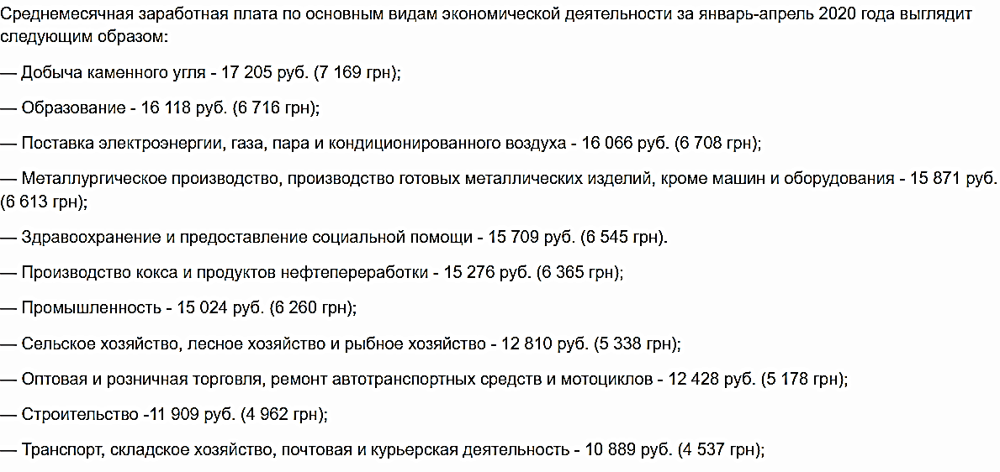 Среднемесячная заработная плата по основным видам экономической деятельности за январь-апрель 2020 года выглядит
следующим образом:
— Добыча каменного угля - 17 205 руб. (7 169 грн);
— Образование - 16 118 руб. (6 716 грн);
— Поставка электроэнергии, газа, пара и кондиционированного воздуха - 16 066 руб. (6 708 грн);
— Металлургическое производство, производство готовых металлических изделий, кроме машин и оборудования - 15 871 руб.
(6 613 грн);
— Здравоохранение и предоставление социальной помощи - 15 709 руб. (6 545 грн).
— Производство кокса и продуктов нефтепереработки - 15 276 руб. (6 365 грн);
— Промышленность - 15 024 руб. (6 260 грн);
— Сельское хозяйство, лесное хозяйство и рыбное хозяйство - 12 810 руб. (5 338 грн);
— Оптовая и розничная торговля, ремонт автотранспортных средств и мотоциклов - 12 428 руб. (5 178 грн);
— Строительство -11 909 руб. (4 962 грн);
— Транспорт, складское хозяйство, почтовая и курьерская деятельность - 10 889 руб. (4 537 грн);